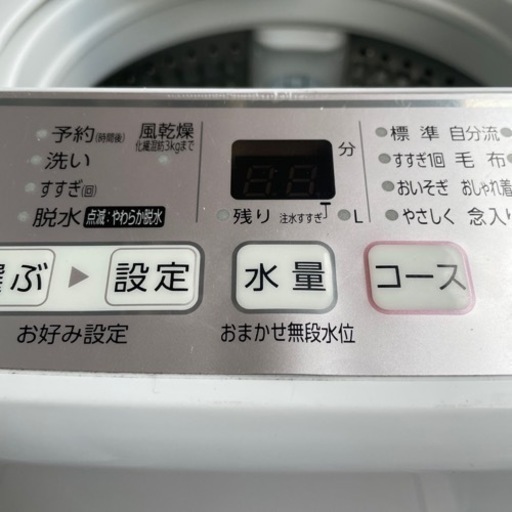 予約(時間後) 風乾燥
化繊混紡3kgまで
洗い
すすぎ(回)
脱水 点滅:やわらか脱水
分
残り 注水すすぎ L
標準 自分流
すすぎ1回 毛布
おいそぎ おしゃれ着
やさしく 念入り
ぶ ▶ 設定
水量
コース
お好み設定
おまかせ無段水位